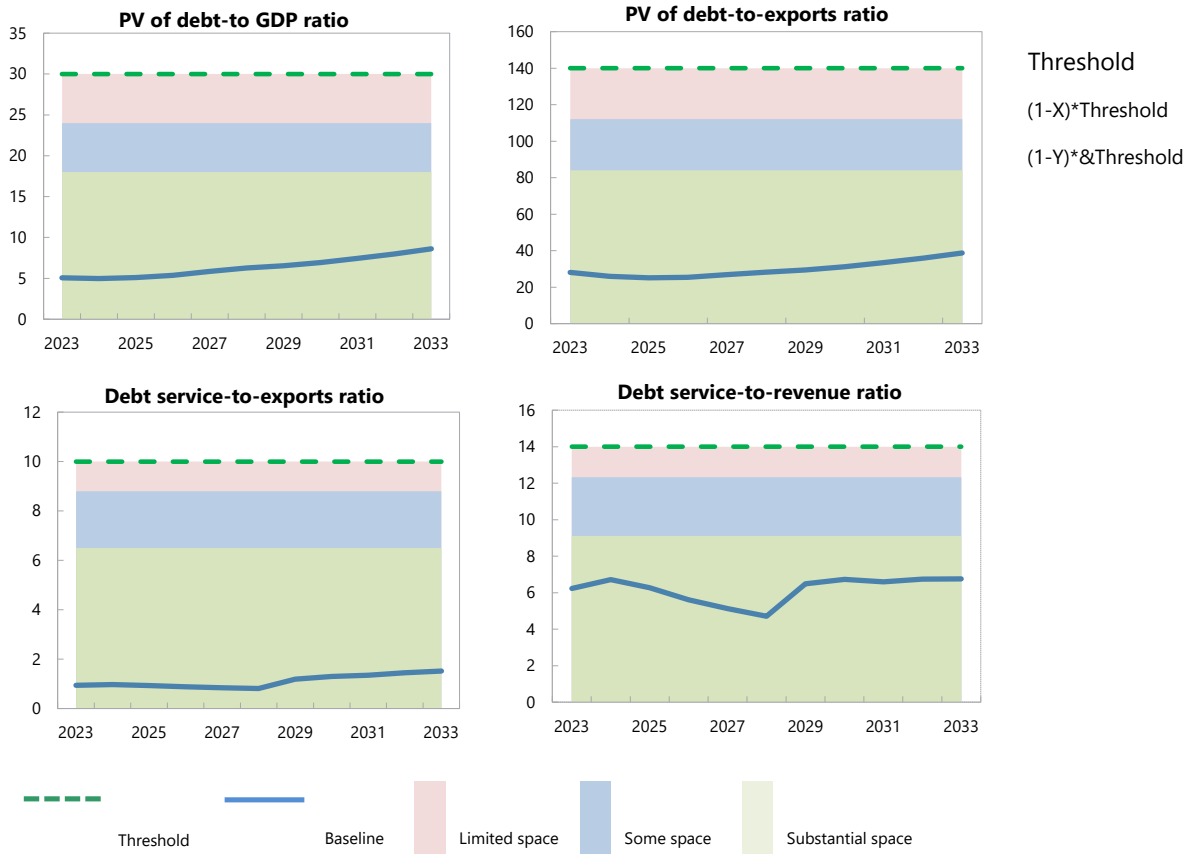 PV of debt-to GDP ratio
35
30
25
20
15
10
5
0
2023 2025 2027 2029 2031 2033
PV of debt-to-exports ratio
160
140
120
100
80
60
40
20
0
2023 2025 2027 2029 2031 2033
Threshold
(1-X)*Threshold
(1-Y)*&Threshold
Debt service-to-exports ratio
12
10
8
6
4
2
0
2023 2025 2027 2029 2031 2033
Debt service-to-revenue ratio
16
14
12
10
8
6
4
2
0
2023 2025 2027 2029 2031 2033
Threshold Baseline Limited space Some space Substantial space